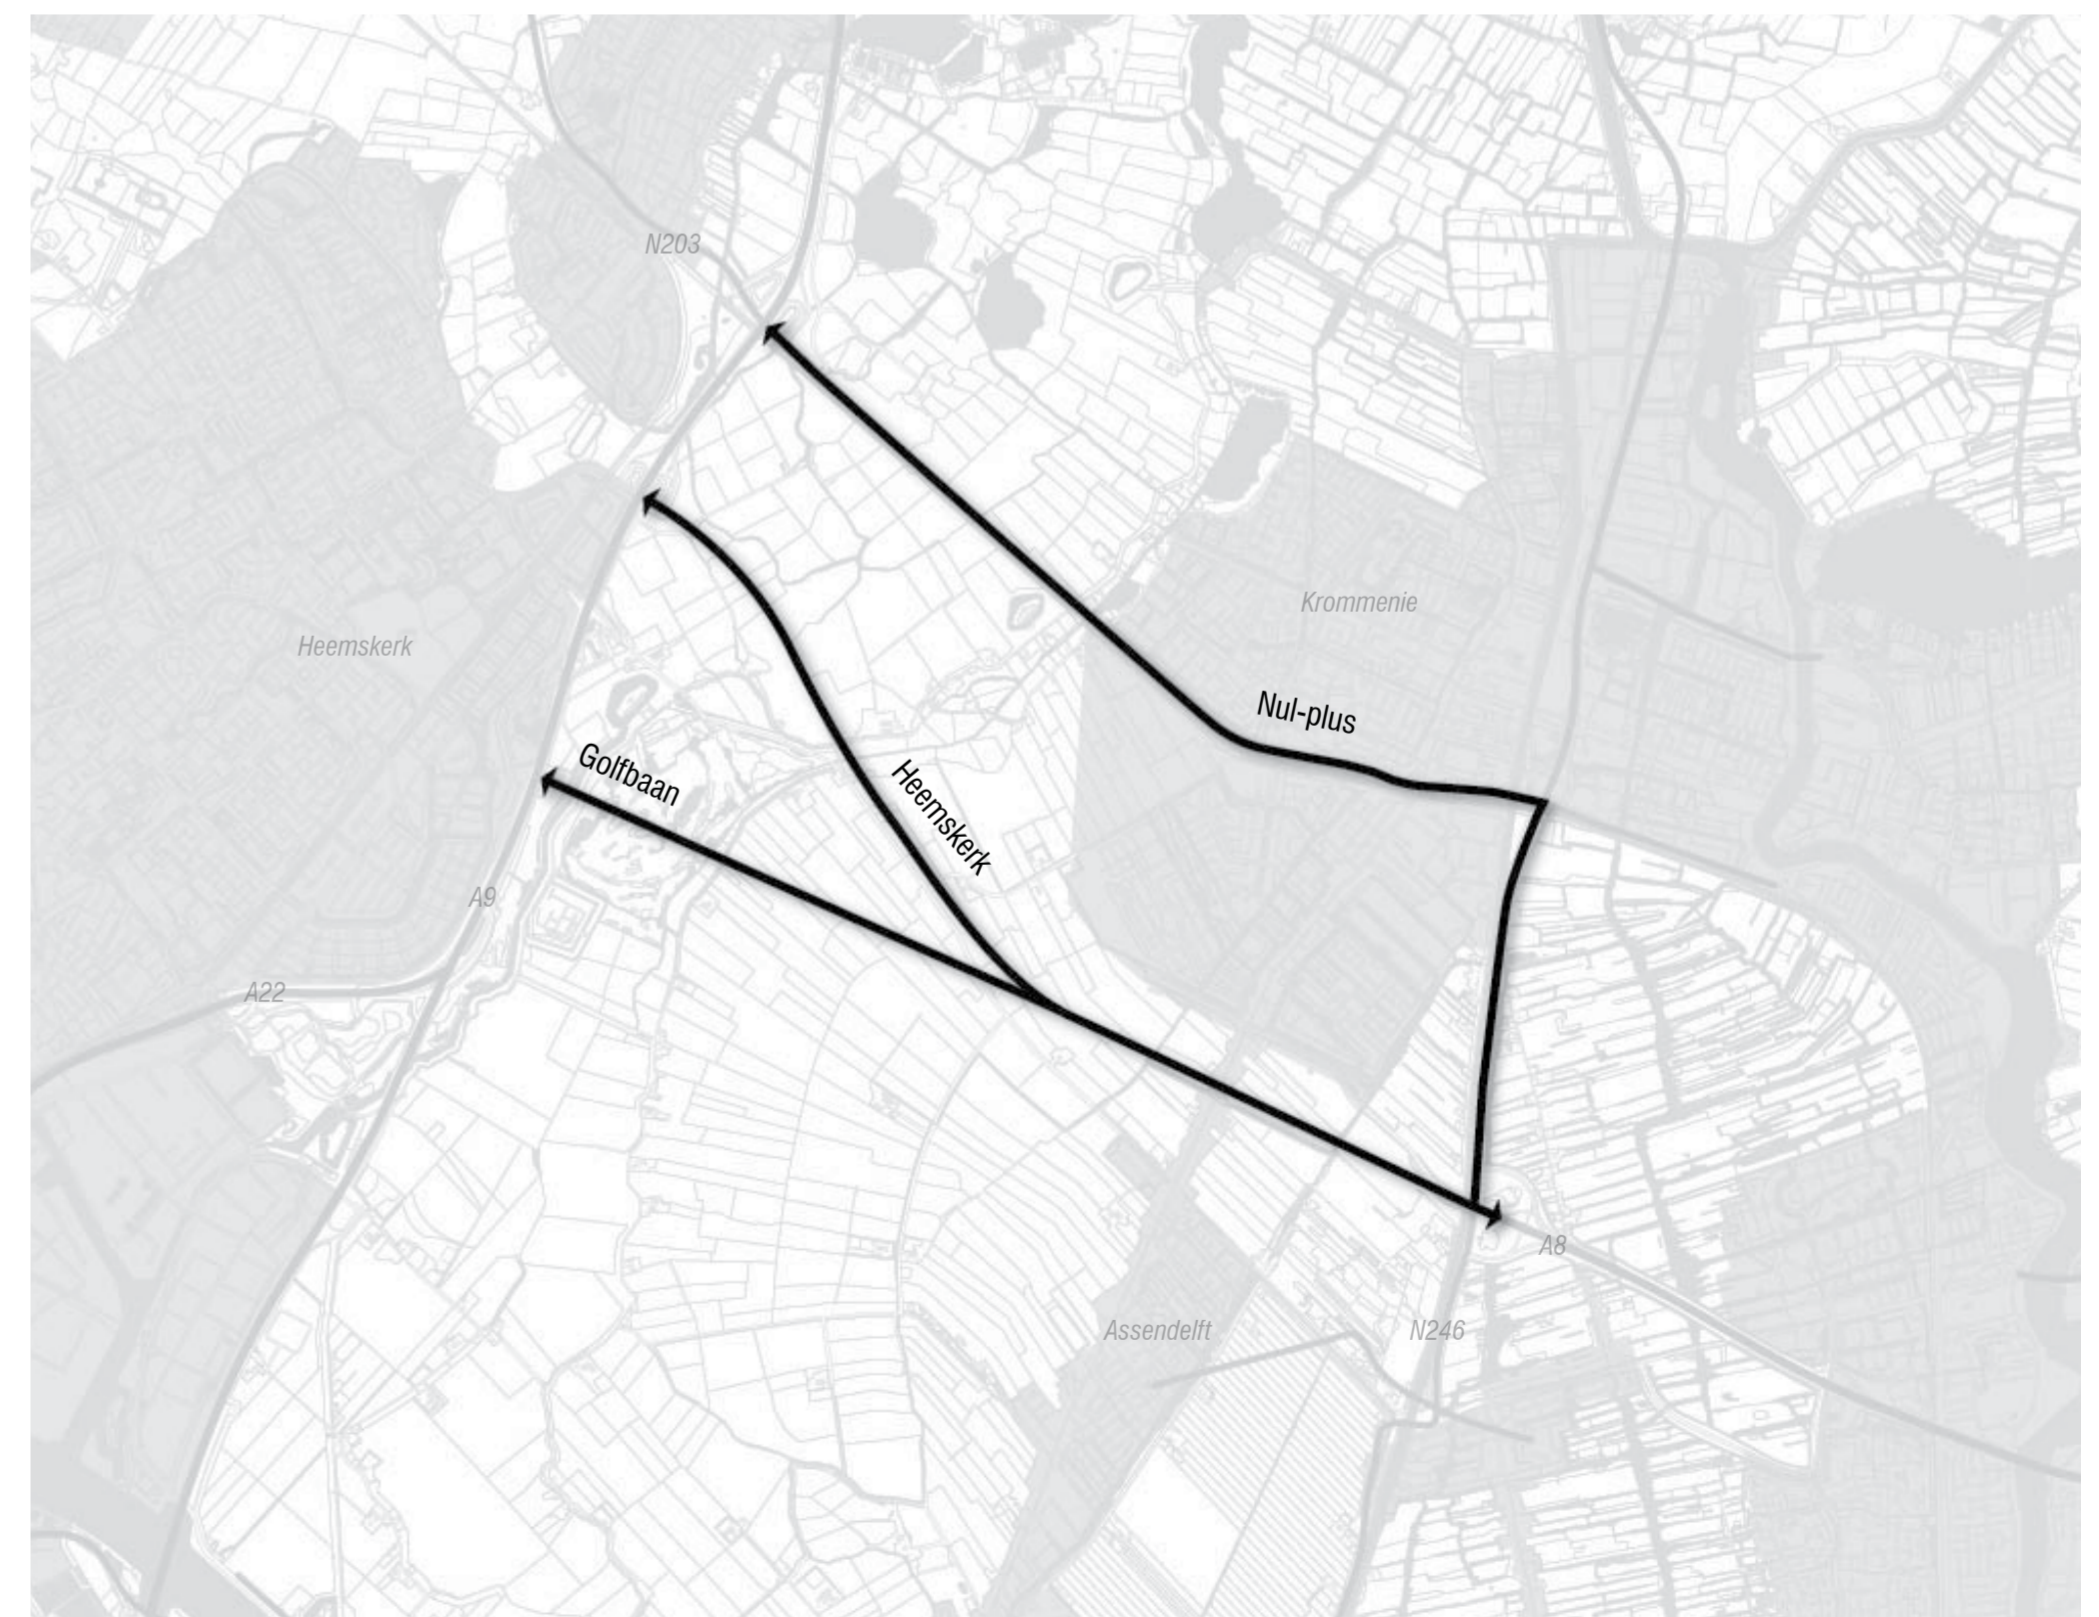 N203
Krommenie
Heemskerk
Nul-plus
Golfbaan
Heemskerk
A9
A22
A8
Assendelft
N246